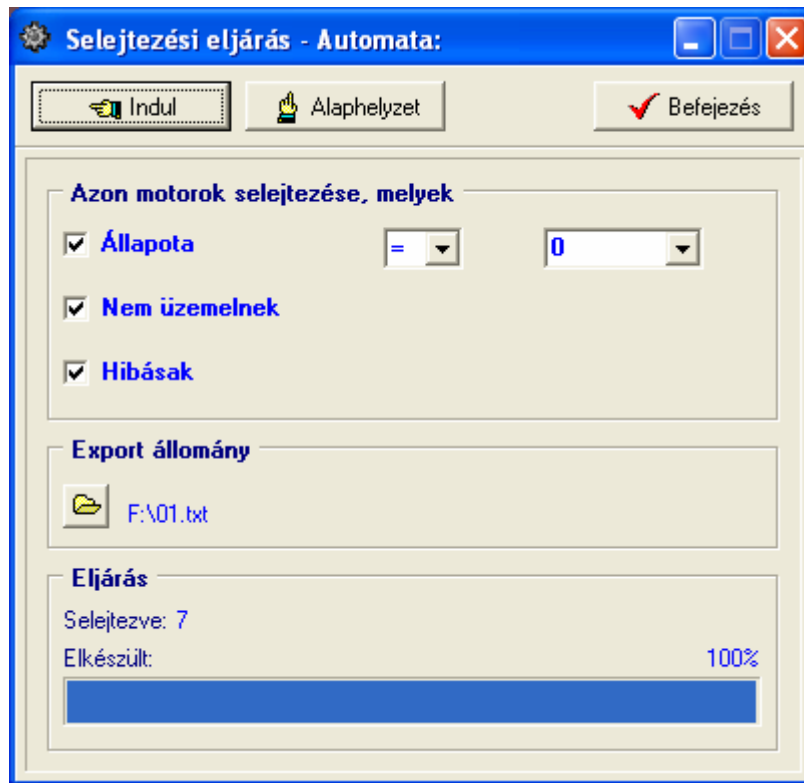 Selejtezési eljárás - Automata:
Indul Alaphelyzet Befejezés
Azon motorok selejtezése, melyek
Állapota = 0
Nem üzemelnek
Hibásak
Export állomány
F:\01.txt
Eljárás
Selejtezve: 7
Elkészült: 100%